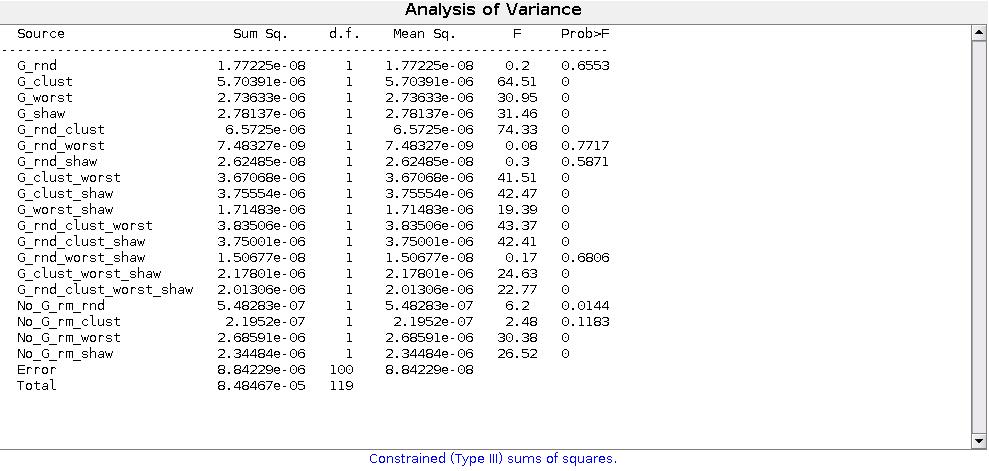 Analysis of Variance
Source Sum Sq. d.f. Mean Sq. F Prob>F
G_rnd 1.77225e-08 1 1.77225e-08 0.2 0.6553
G_clust 5.70391e-06 1 5.70391e-06 64.51 0
G_worst 2.73633e-06 1 2.73633e-06 30.95 0
G_shaw 2.78137e-06 1 2.78137e-06 31.46 0
G_rnd_clust 6.5725e-06 1 6.5725e-06 74.33 0
G_rnd_worst 7.48327e-09 1 7.48327e-09 0.08 0.7717
G_rnd_shaw 2.62485e-08 1 2.62485e-08 0.3 0.5871
G_clust_worst 3.67068e-06 1 3.67068e-06 41.51 0
G_clust_shaw 3.75554e-06 1 3.75554e-06 42.47 0
G_worst_shaw 1.71483e-06 1 1.71483e-06 19.39 0
G_rnd_clust_worst 3.83506e-06 1 3.83506e-06 43.37 0
G_rnd_clust_shaw 3.75001e-06 1 3.75001e-06 42.41 0
G_rnd_worst_shaw 1.50677e-08 1 1.50677e-08 0.17 0.6806
G_clust_worst_shaw 2.17801e-06 1 2.17801e-06 24.63 0
G_rnd_clust_worst_shaw 2.01306e-06 1 2.01306e-06 22.77 0
No_G_rm_rnd 5.48283e-07 1 5.48283e-07 6.2 0.0144
No_G_rm_clust 2.1952e-07 1 2.1952e-07 2.48 0.1183
No_G_rm_worst 2.68591e-06 1 2.68591e-06 30.38 0
No_G_rm_shaw 2.34484e-06 1 2.34484e-06 26.52 0
Error 8.84229e-06 100 8.84229e-08
Total 8.48467e-05 119
Constrained (Type III) sums of squares.